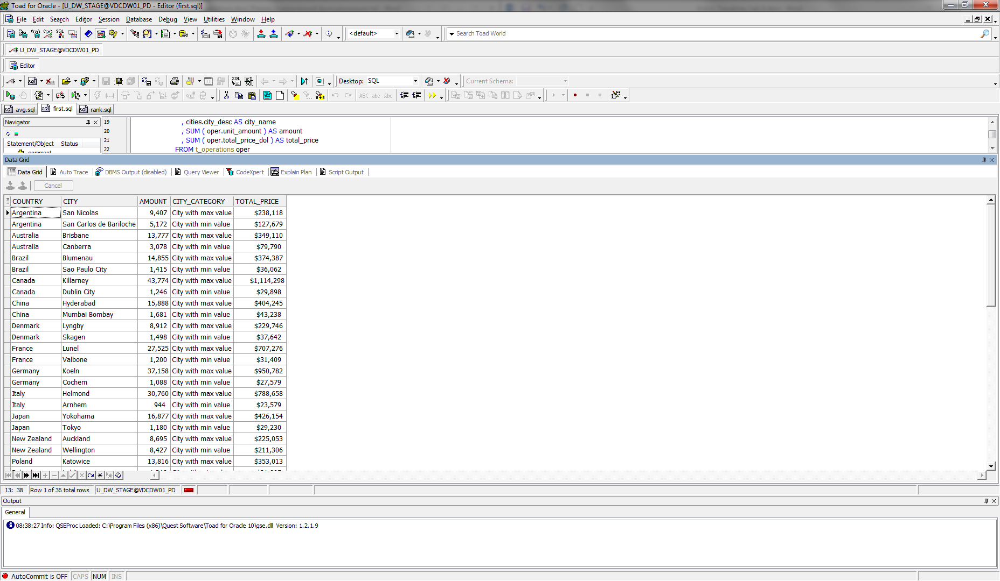 Toad for Oracle - [U_DW_STAGE@VDCDW01_PD - Editor (first.sql)]
File Edit Search Editor Session Database Debug View Utilities Window Help
<default> Search Toad World
U_DW_STAGE@VDCDW01_PD
Editor
Desktop: SQL Current Schema:
ABC abc Abc
avg.sql first.sql rank.sql
Navigator
Statement/Object Status
19 , cities.city_desc AS city_name
20 , SUM ( oper.unit_amount ) AS amount
21 , SUM ( oper.total_price_dol ) AS total_price
22 FROM t_operations oper
Data Grid
Data Grid Auto Trace DBMS Output (disabled) Query Viewer CodeXpert Explain Plan Script Output
Cancel
COUNTRY CITY AMOUNT CITY_CATEGORY TOTAL_PRICE
Argentina San Nicolas 9,407 City with max value $238,118
Argentina San Carlos de Bariloche 5,172 City with min value $127,679
Australia Brisbane 13,777 City with max value $349,110
Australia Canberra 3,078 City with min value $79,790
Brazil Blumenau 14,855 City with max value $374,387
Brazil Sao Paulo City 1,415 City with min value $36,062
Canada Killarney 43,774 City with max value $1,114,298
Canada Dublin City 1,246 City with min value $29,898
China Hyderabad 15,888 City with max value $404,245
China Mumbai Bombay 1,681 City with min value $43,238
Denmark Lyngby 8,912 City with max value $229,746
Denmark Skagen 1,498 City with min value $37,642
France Lunel 27,525 City with max value $707,276
France Valbone 1,200 City with min value $31,409
Germany Koeln 37,158 City with max value $950,782
Germany Cochem 1,088 City with min value $27,579
Italy Helmond 30,760 City with max value $788,658
Italy Arnhem 944 City with min value $23,579
Japan Yokohama 16,877 City with max value $426,154
Japan Tokyo 1,180 City with min value $29,230
New Zealand Auckland 8,695 City with max value $225,053
New Zealand Wellington 8,427 City with min value $211,306
Poland Katowice 13,816 City with max value $353,013
13: 38 Row 1 of 36 total rows U_DW_STAGE@VDCDW01_PD
Output
General
08:38:27 Info: QSEProc Loaded: C:\Program Files (x86)\Quest Software\Toad for Oracle 10\qse.dll Version: 1.2.1.9
AutoCommit is OFF CAPS NUM INS